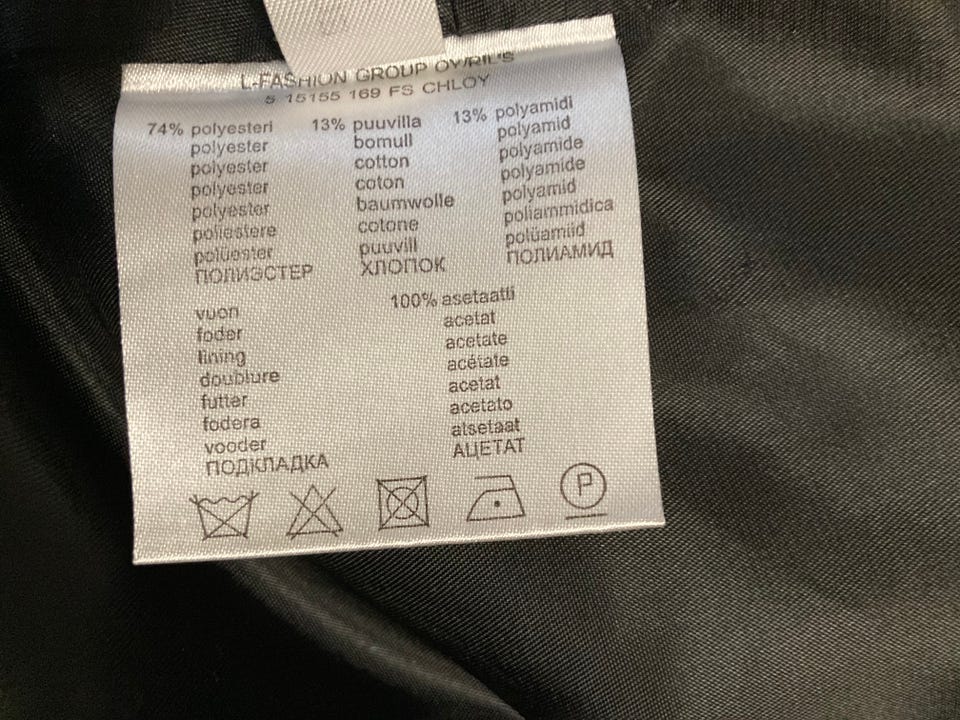 L-FASHION GROUP OY/RIL'S
5 15155 169 FS CHLOY
74% polyesteri 13% puuvilla 13% polyamidi
polyester bomull polyamid
polyester cotton polyamide
polyester coton polyamide
polyester baumwolle polyamid
poliestere cotone poliammidica
polüester puuvill polüamiid
ПОЛИЭСТЕР ХЛОПОК ПОЛИАМИД
vuori 100% asetaatti
foder acetat
lining acetate
doublure acétate
futter acetat
fodera acetato
vooder atsetaat
ПОДКЛАДКА АЦЕТАТ
P